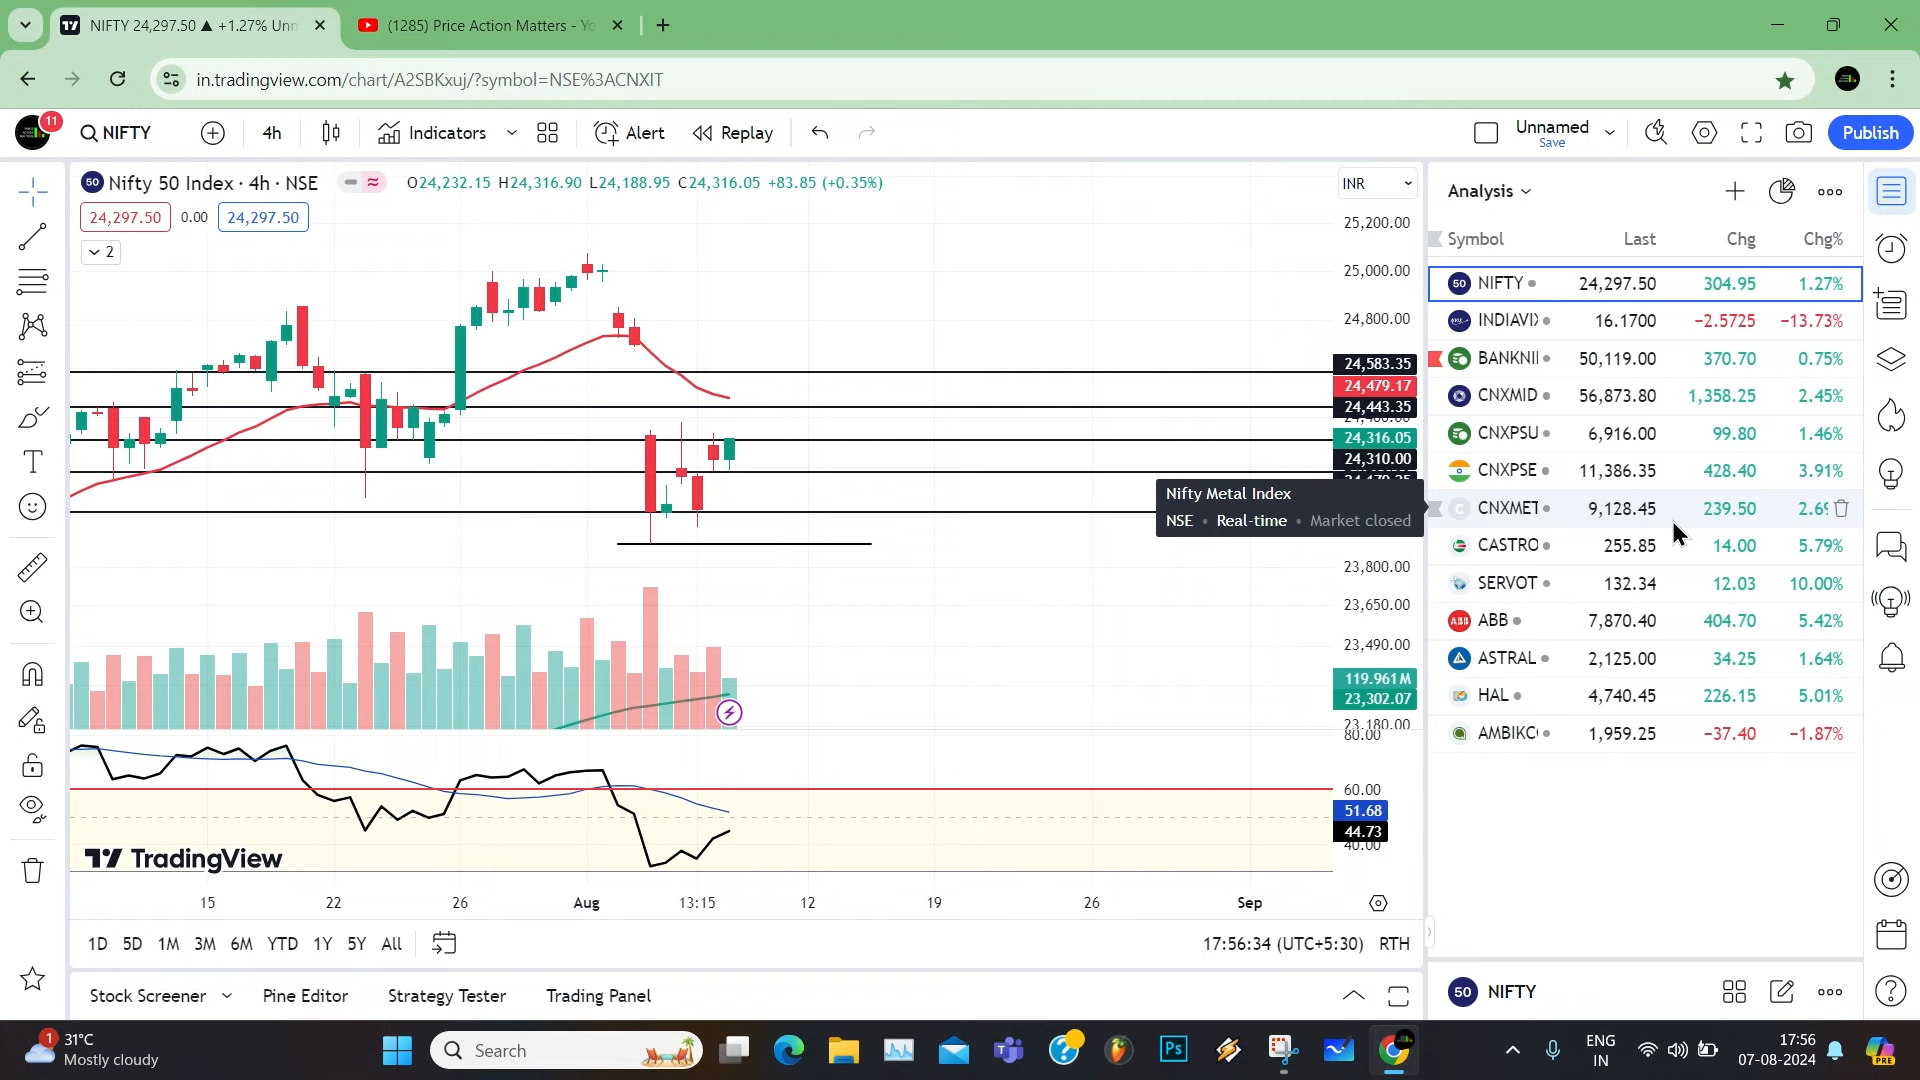 NIFTY 24,297.50 ▲ +1.27% Unn
(1285) Price Action Matters - Yo
in.tradingview.com/chart/A2SBKxuj/?symbol=NSE%3ACNXIT
11
NIFTY
4h
Indicators
Alert
Replay
Unnamed
Save
Publish
50 Nifty 50 Index · 4h · NSE
O24,232.15 H24,316.90 L24,188.95 C24,316.05 +83.85 (+0.35%)
INR
24,297.50 0.00 24,297.50
2
25,200.00
25,000.00
24,800.00
24,583.35
24,479.17
24,443.35
24,316.05
24,310.00
23,800.00
23,650.00
23,490.00
119.961M
23,302.07
23,180.00
80.00
60.00
51.68
44.73
40.00
Nifty Metal Index
NSE • Real-time • Market closed
TradingView
15 22 26 Aug 13:15 12 19 26 Sep
1D 5D 1M 3M 6M YTD 1Y 5Y All
17:56:34 (UTC+5:30) RTH
Stock Screener Pine Editor Strategy Tester Trading Panel
Analysis
Symbol Last Chg Chg%
50 NIFTY 24,297.50 304.95 1.27%
INDIAVI 16.1700 −2.5725 −13.73%
BANKNI 50,119.00 370.70 0.75%
CNXMID 56,873.80 1,358.25 2.45%
CNXPSU 6,916.00 99.80 1.46%
CNXPSE 11,386.35 428.40 3.91%
C CNXMET 9,128.45 239.50 2.69
CASTRO 255.85 14.00 5.79%
SERVOT 132.34 12.03 10.00%
ABB ABB 7,870.40 404.70 5.42%
ASTRAL 2,125.00 34.25 1.64%
HAL 4,740.45 226.15 5.01%
AMBIKC 1,959.25 −37.40 −1.87%
50 NIFTY
1
31°C
Mostly cloudy
Search
Ps
ENG
IN
17:56
07-08-2024
PRE